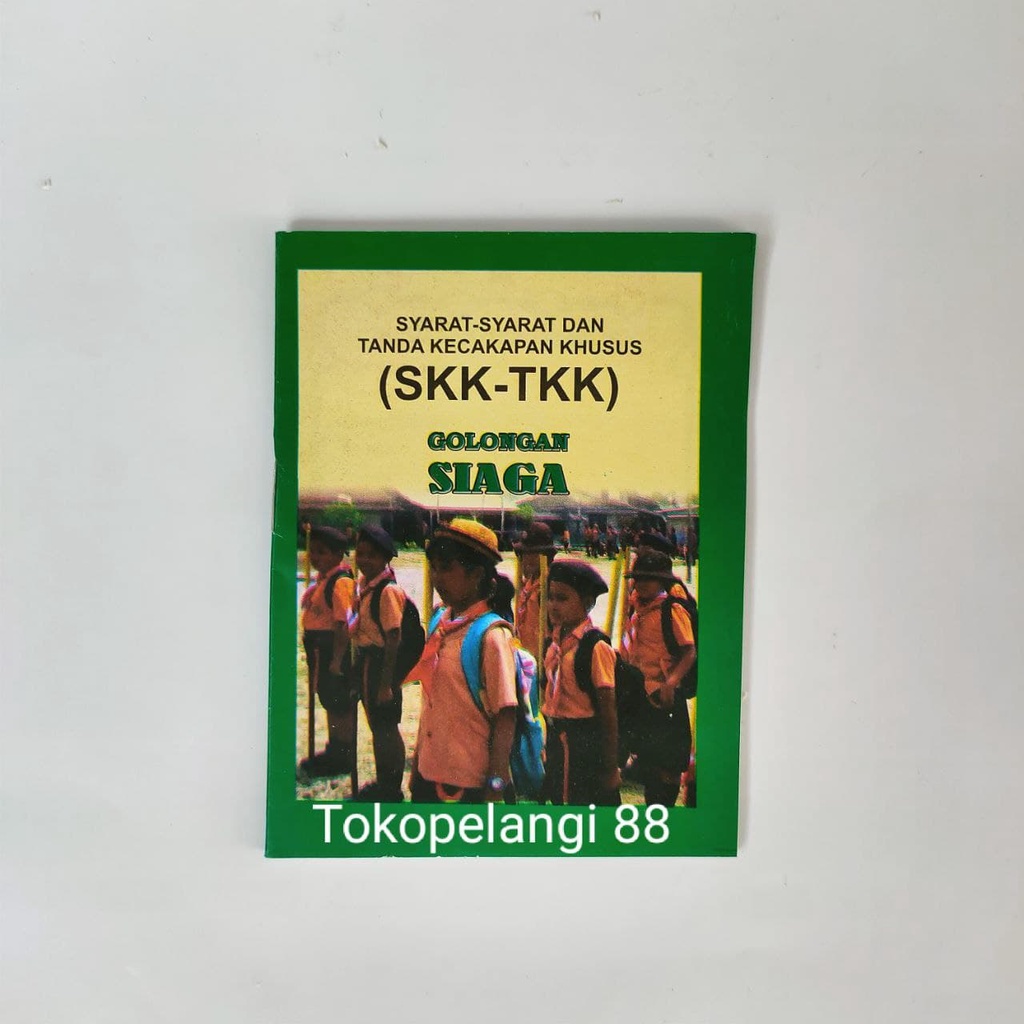 SYARAT-SYARAT DAN
TANDA KECAKAPAN KHUSUS
(SKK-TKK)
GOLONGAN
SIAGA
Tokopelangi 88